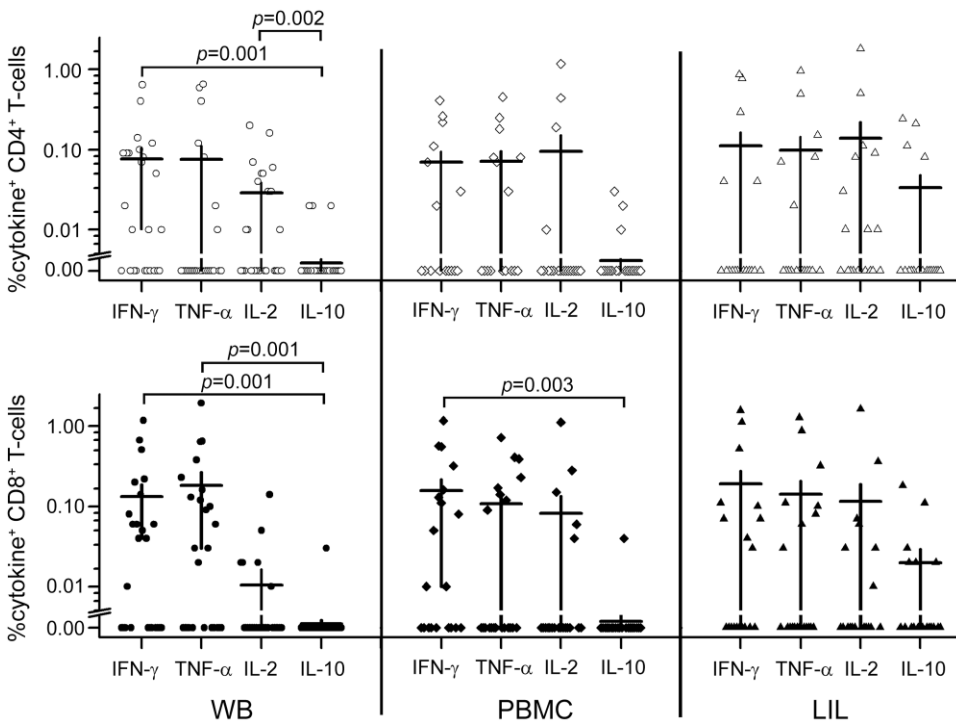 p=0.002
p=0.001
%cytokine⁺ CD4⁺ T-cells
1.00
0.10
0.01
0.00
IFN-γ TNF-α IL-2 IL-10 IFN-γ TNF-α IL-2 IL-10 IFN-γ TNF-α IL-2 IL-10
p=0.001
p=0.001 p=0.003
%cytokine⁺ CD8⁺ T-cells
1.00
0.10
0.01
0.00
IFN-γ TNF-α IL-2 IL-10 IFN-γ TNF-α IL-2 IL-10 IFN-γ TNF-α IL-2 IL-10
WB PBMC LIL